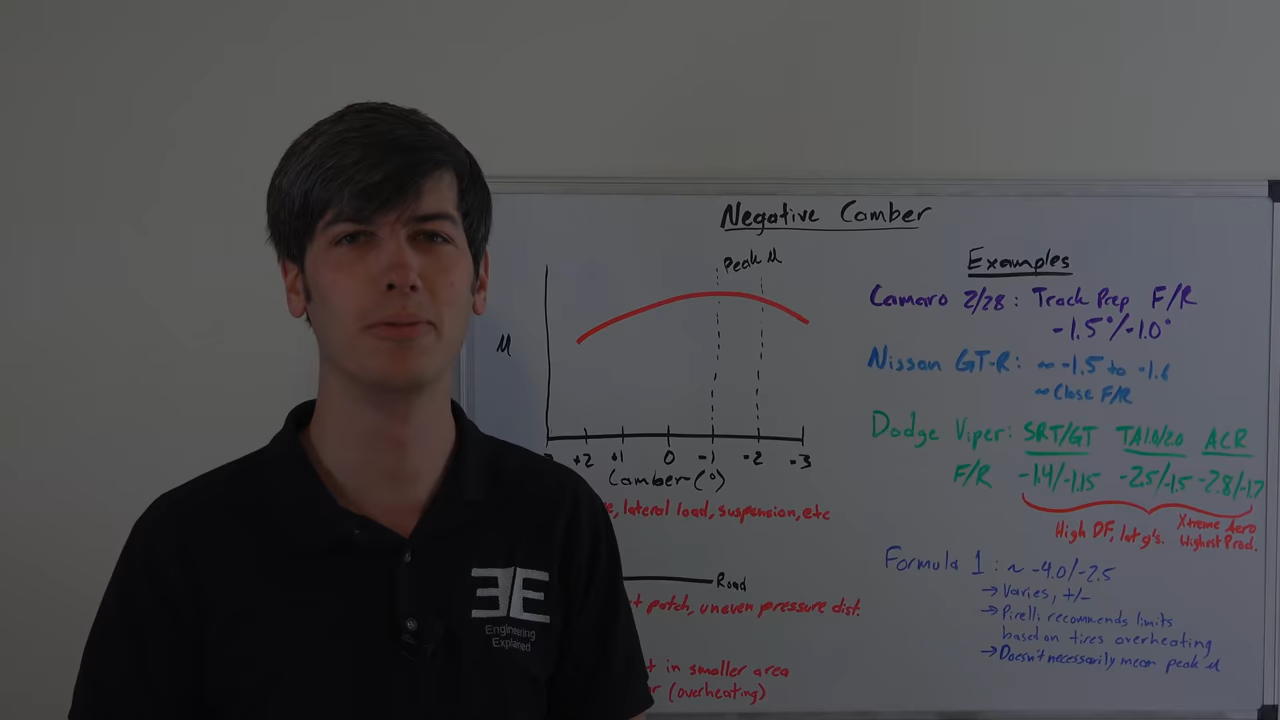 Negative Camber
Peak μ
μ
+2 +1 0 -1 -2 -3
Camber (°)
lateral load, suspension, etc
Road
patch, uneven pressure dist.
in smaller area
(overheating)
Examples
Camaro Z/28: Track Prep F/R
-1.5°/-1.0°
Nissan GT-R: ~ -1.5 to -1.6
~ Close F/R
Dodge Viper: SRT/GT TA1.0/2.0 ACR
F/R -1.4/-1.15 -2.5/-1.5 -2.8/-1.7
High DF, lat g's.
Xtreme Aero
Highest Prod.
Formula 1: ~ -4.0/-2.5
→ Varies, +/-
→ Pirelli recommends limits
based on tires overheating
→ Doesn't necessarily mean peak μ
EE
Engineering
Explained